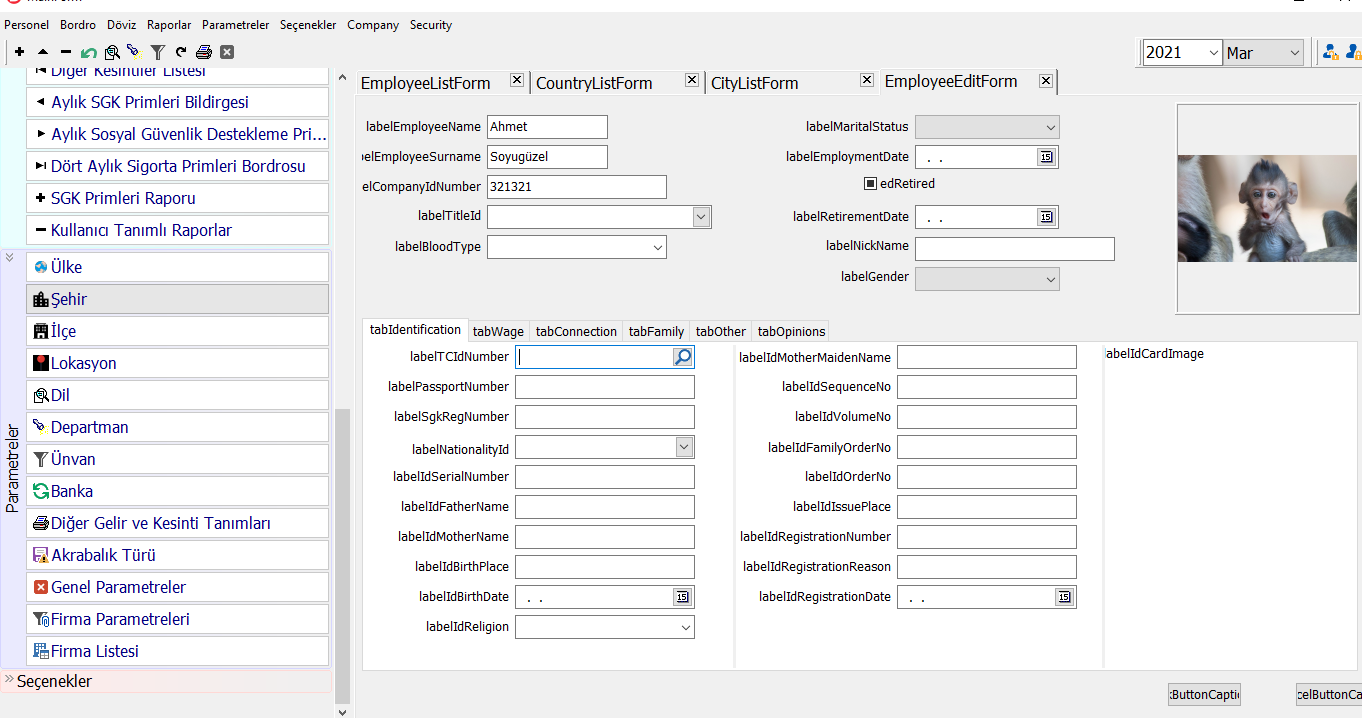 Personel Bordro Döviz Raporlar Parametreler Seçenekler Company Security
2021 Mar
Diğer Kesintiler Listesi
Aylık SGK Primleri Bildirgesi
Aylık Sosyal Güvenlik Destekleme Pri...
Dört Aylık Sigorta Primleri Bordrosu
SGK Primleri Raporu
Kullanıcı Tanımlı Raporlar
Parametreler
Ülke
Şehir
İlçe
Lokasyon
Dil
Departman
Ünvan
Banka
Diğer Gelir ve Kesinti Tanımları
Akrabalık Türü
Genel Parametreler
Firma Parametreleri
Firma Listesi
Seçenekler
EmployeeListForm CountryListForm CityListForm EmployeeEditForm
labelEmployeeName Ahmet
lelEmployeeSurname Soyugüzel
elCompanyIdNumber 321321
labelTitleId
labelBloodType
labelMaritalStatus
labelEmploymentDate . . 15
edRetired
labelRetirementDate . . 15
labelNickName
labelGender
tabIdentification tabWage tabConnection tabFamily tabOther tabOpinions
labelTCIdNumber
labelPassportNumber
labelSgkRegNumber
labelNationalityId
labelIdSerialNumber
labelIdFatherName
labelIdMotherName
labelIdBirthPlace
labelIdBirthDate . . 15
labelIdReligion
labelIdMotherMaidenName
labelIdSequenceNo
labelIdVolumeNo
labelIdFamilyOrderNo
labelIdOrderNo
labelIdIssuePlace
labelIdRegistrationNumber
labelIdRegistrationReason
labelIdRegistrationDate . . 15
labelIdCardImage
ButtonCapti celButtonCa